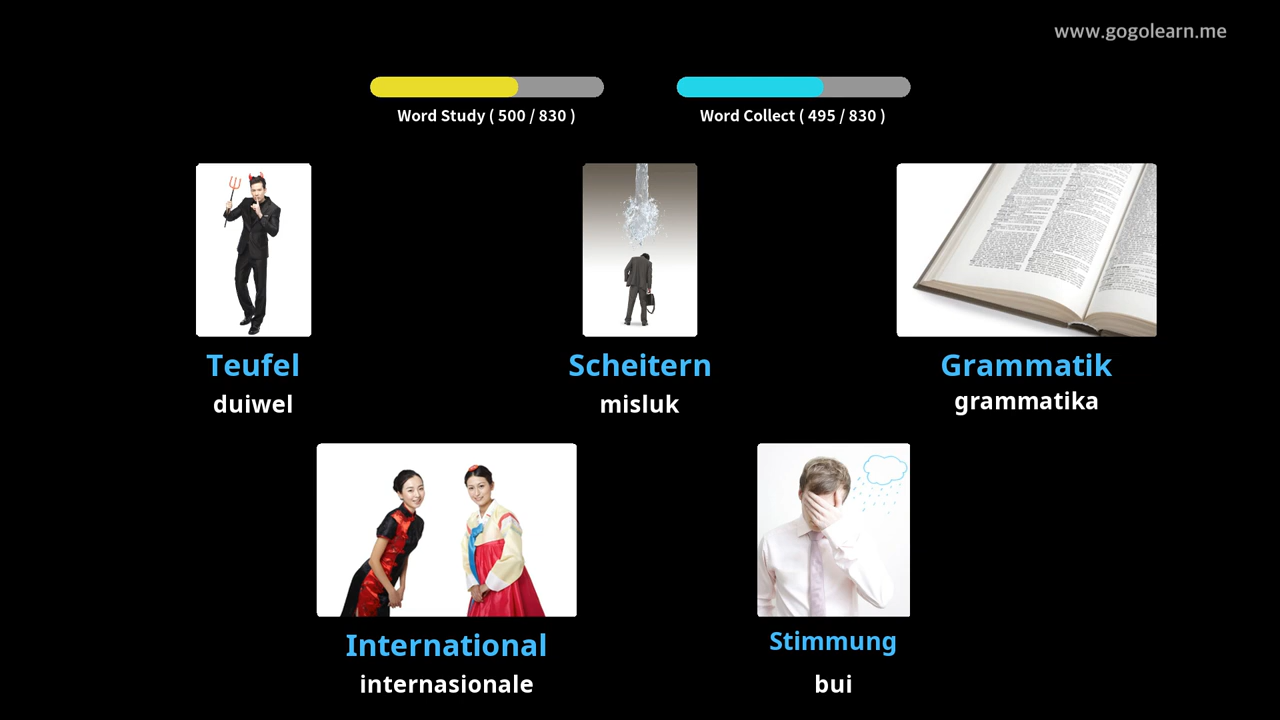 www.gogolearn.me
Word Study ( 500 / 830 )
Word Collect ( 495 / 830 )
Teufel
duiwel
Scheitern
misluk
Grammatik
grammatika
International
internasionale
Stimmung
bui